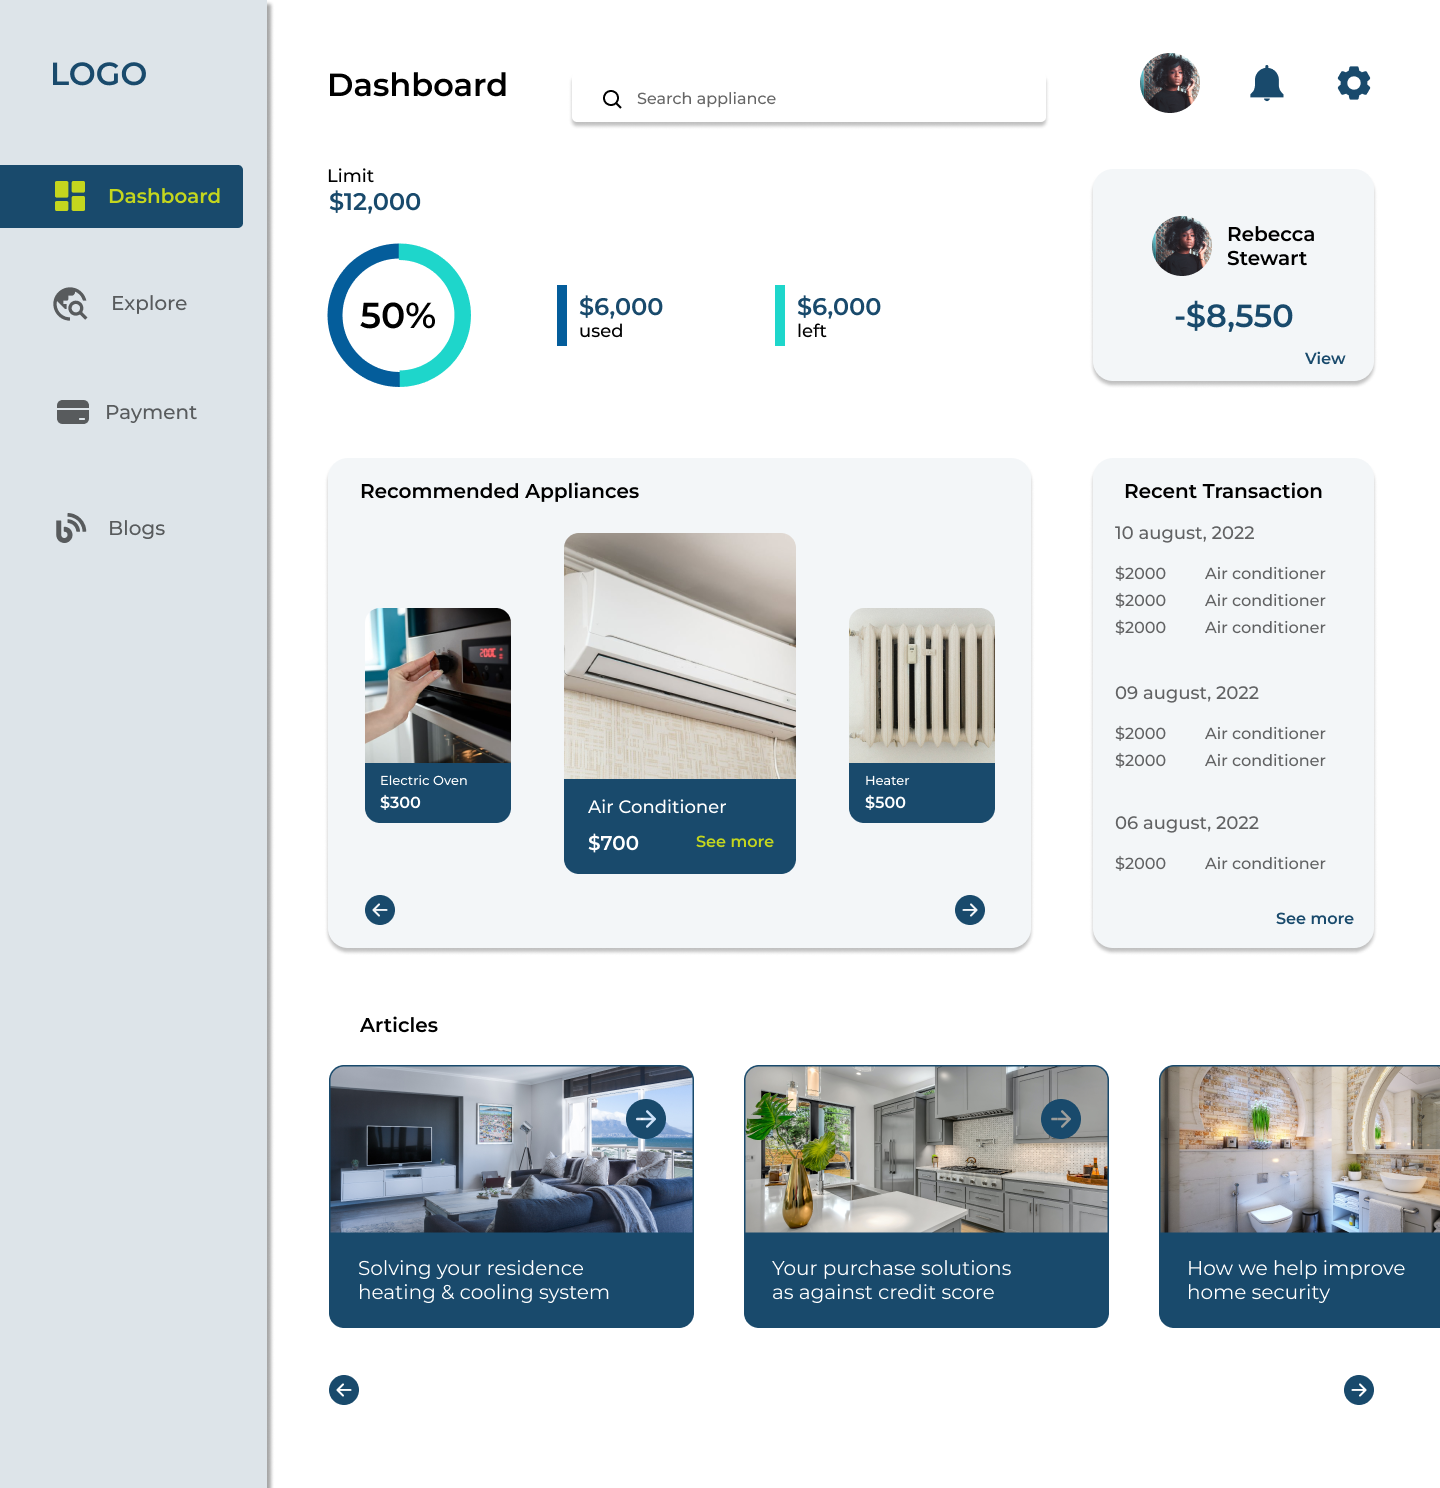 LOGO
Dashboard
Explore
Payment
Blogs
Dashboard
Search appliance
Limit
$12,000
50%
$6,000
used
$6,000
left
Rebecca
Stewart
-$8,550
View
Recommended Appliances
200C
Electric Oven
$300
Air Conditioner
$700 See more
Heater
$500
Recent Transaction
10 august, 2022
$2000 Air conditioner
$2000 Air conditioner
$2000 Air conditioner
09 august, 2022
$2000 Air conditioner
$2000 Air conditioner
06 august, 2022
$2000 Air conditioner
See more
Articles
Solving your residence
heating & cooling system
Your purchase solutions
as against credit score
How we help improve
home security